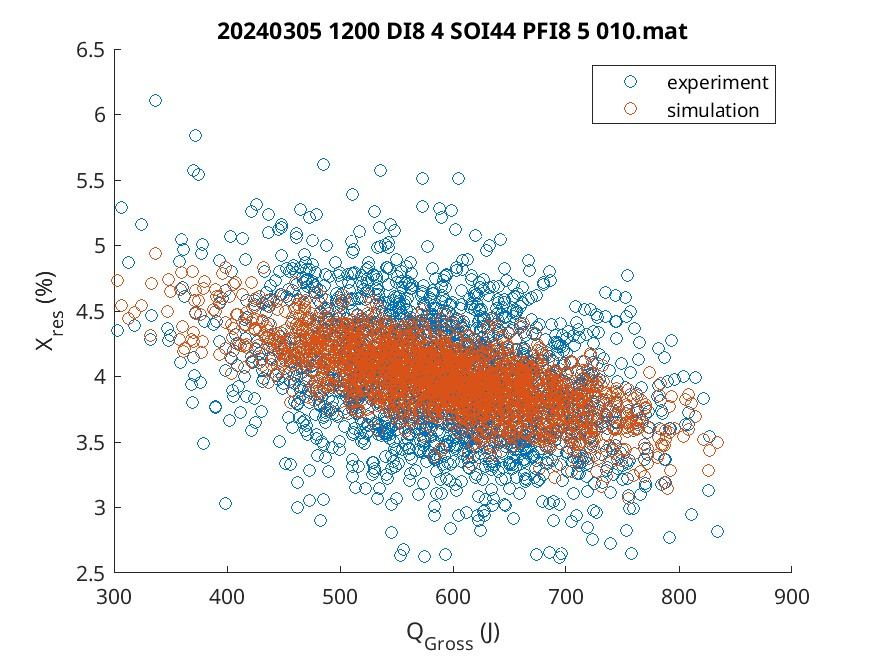 20240305 1200 DI8 4 SOI44 PFI8 5 010.mat
experiment
simulation
6.5
6
5.5
5
4.5
4
3.5
3
2.5
X_res (%)
300 400 500 600 700 800 900
Q_Gross (J)